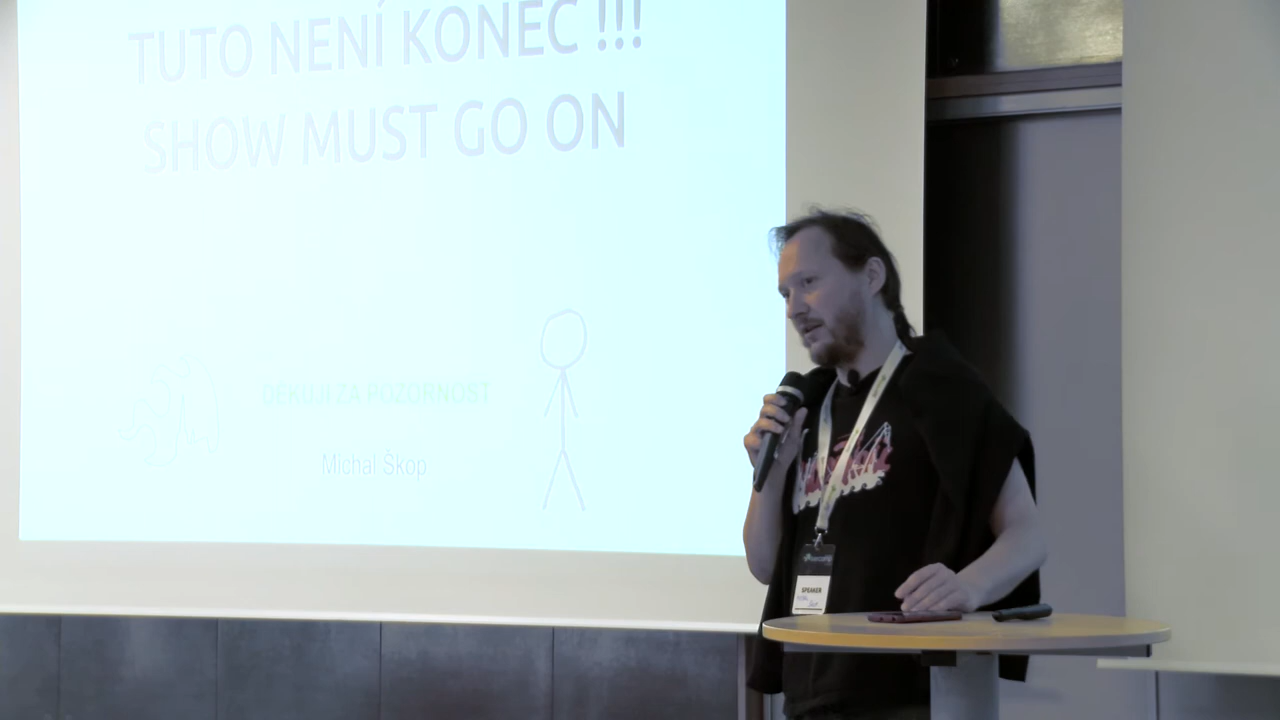 TUTO NENÍ KONEC !!!
SHOW MUST GO ON
DĚKUJI ZA POZORNOST
Michal Škop
SPEAKER